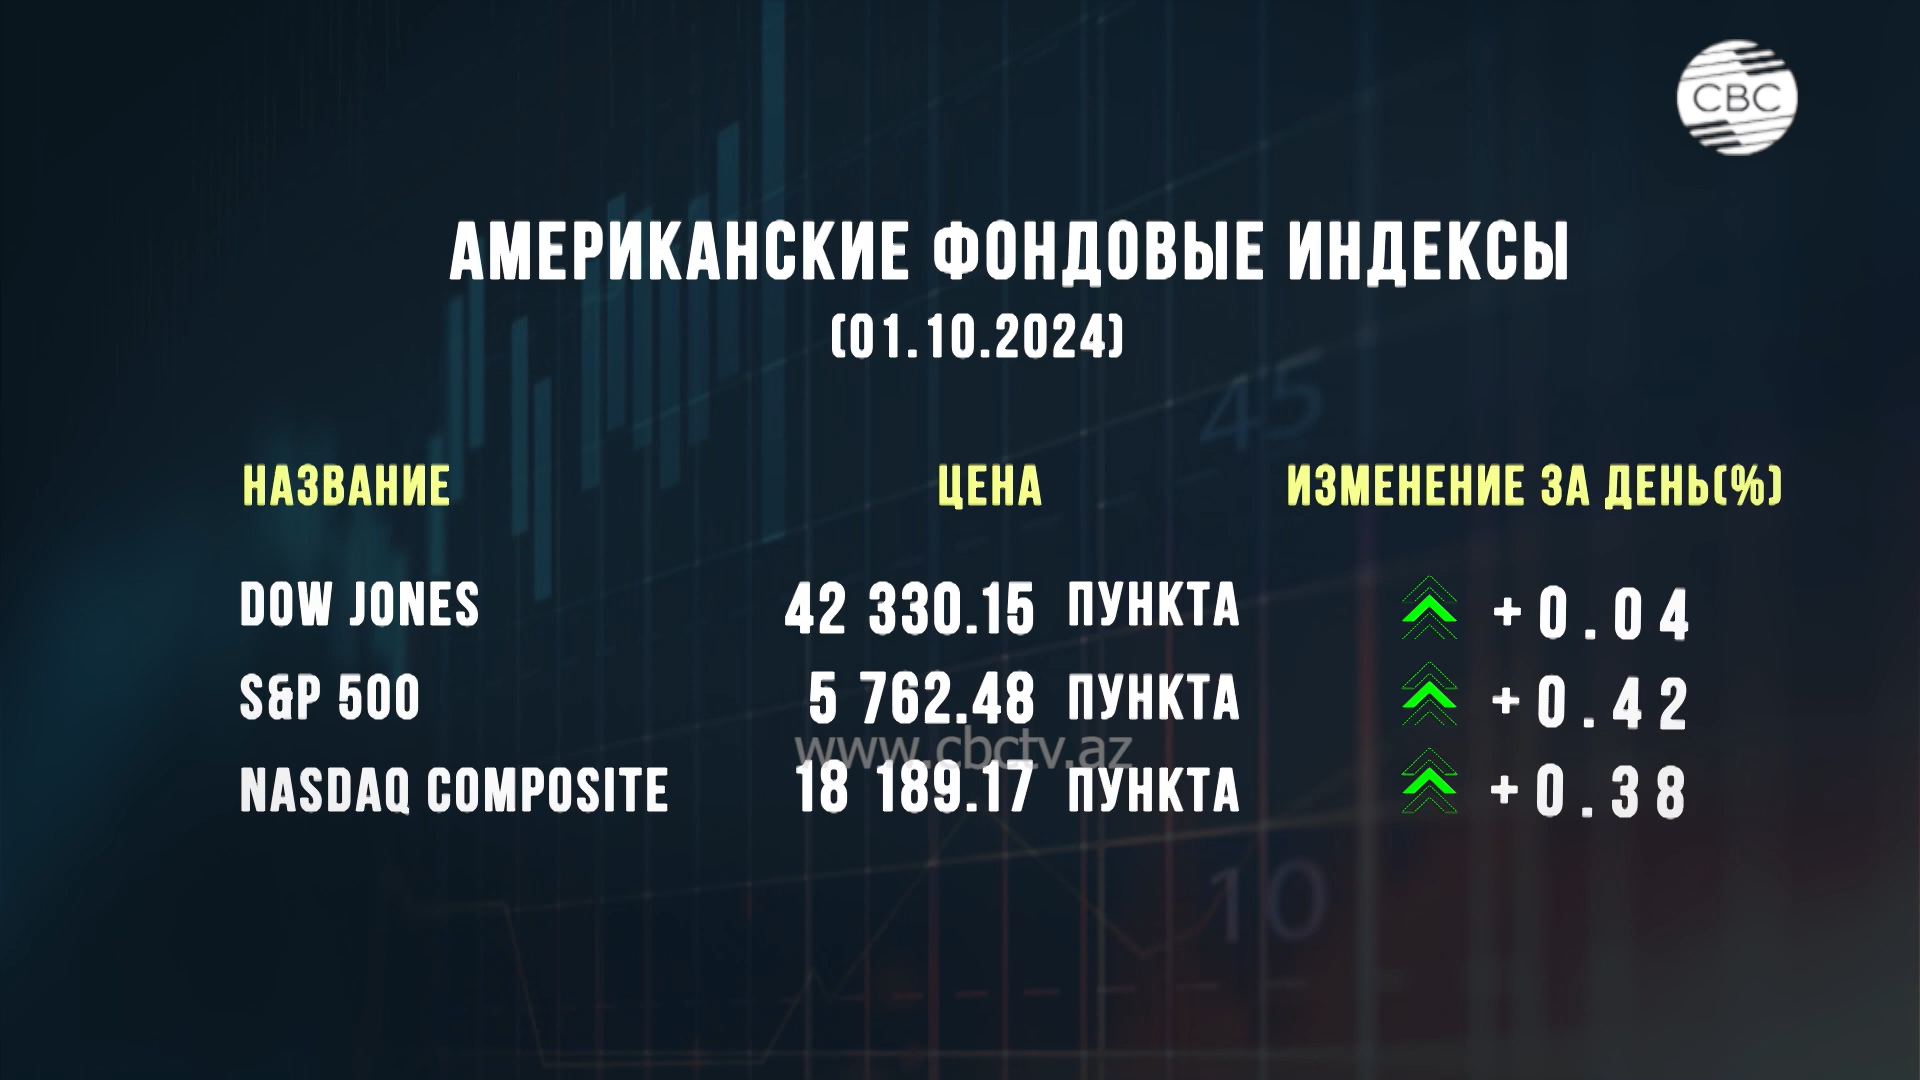 CBC
АМЕРИКАНСКИЕ ФОНДОВЫЕ ИНДЕКСЫ
(01.10.2024)
45
НАЗВАНИЕ ЦЕНА ИЗМЕНЕНИЕ ЗА ДЕНЬ(%)
DOW JONES 42 330.15 ПУНКТА +0.04
S&P 500 5 762.48 ПУНКТА +0.42
www.cbctv.az
NASDAQ COMPOSITE 18 189.17 ПУНКТА +0.38
10